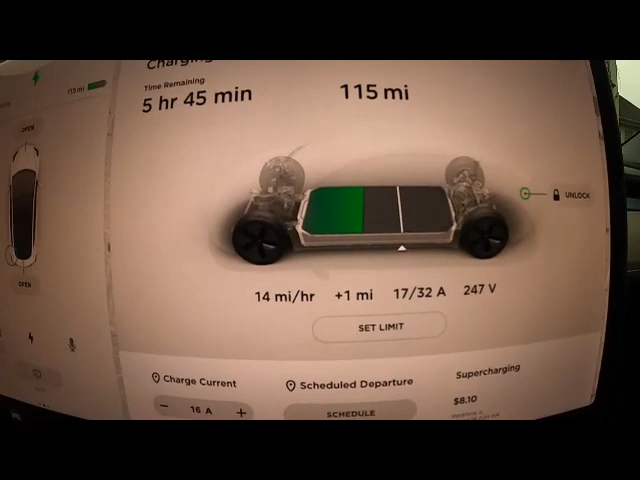 Charging
Time Remaining
5 hr 45 min
115 mi
115 mi
OPEN
UNLOCK
OPEN
14 mi/hr
+1 mi
17/32 A
247 V
SET LIMIT
Charge Current
Scheduled Departure
Supercharging
− 16 A +
SCHEDULE
$8.10